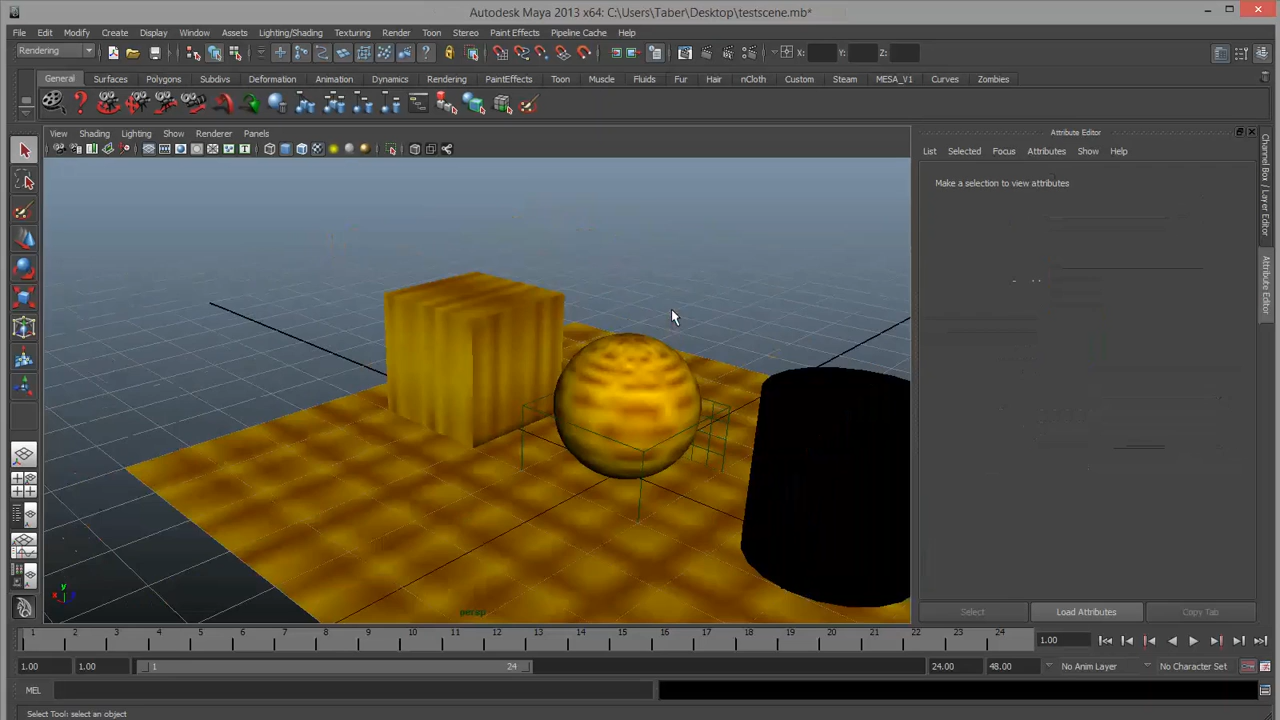 Autodesk Maya 2013 x64: C:\Users\Taber\Desktop\testscene.mb*
File Edit Modify Create Display Window Assets Lighting/Shading Texturing Render Toon Stereo Paint Effects Pipeline Cache Help
Rendering X: Y: Z:
General Surfaces Polygons Subdivs Deformation Animation Dynamics Rendering PaintEffects Toon Muscle Fluids Fur Hair nCloth Custom Steam MESA_V1 Curves Zombies
View Shading Lighting Show Renderer Panels
Attribute Editor
List Selected Focus Attributes Show Help
Make a selection to view attributes
Channel Box / Layer Editor
Attribute Editor
y
x z
persp
Select Load Attributes Copy Tab
1 2 3 4 5 6 7 8 9 10 11 12 13 14 15 16 17 18 19 20 21 22 23 24 1.00
1.00 1.00 1 24 24.00 48.00 No Anim Layer No Character Set
MEL
Select Tool: select an object